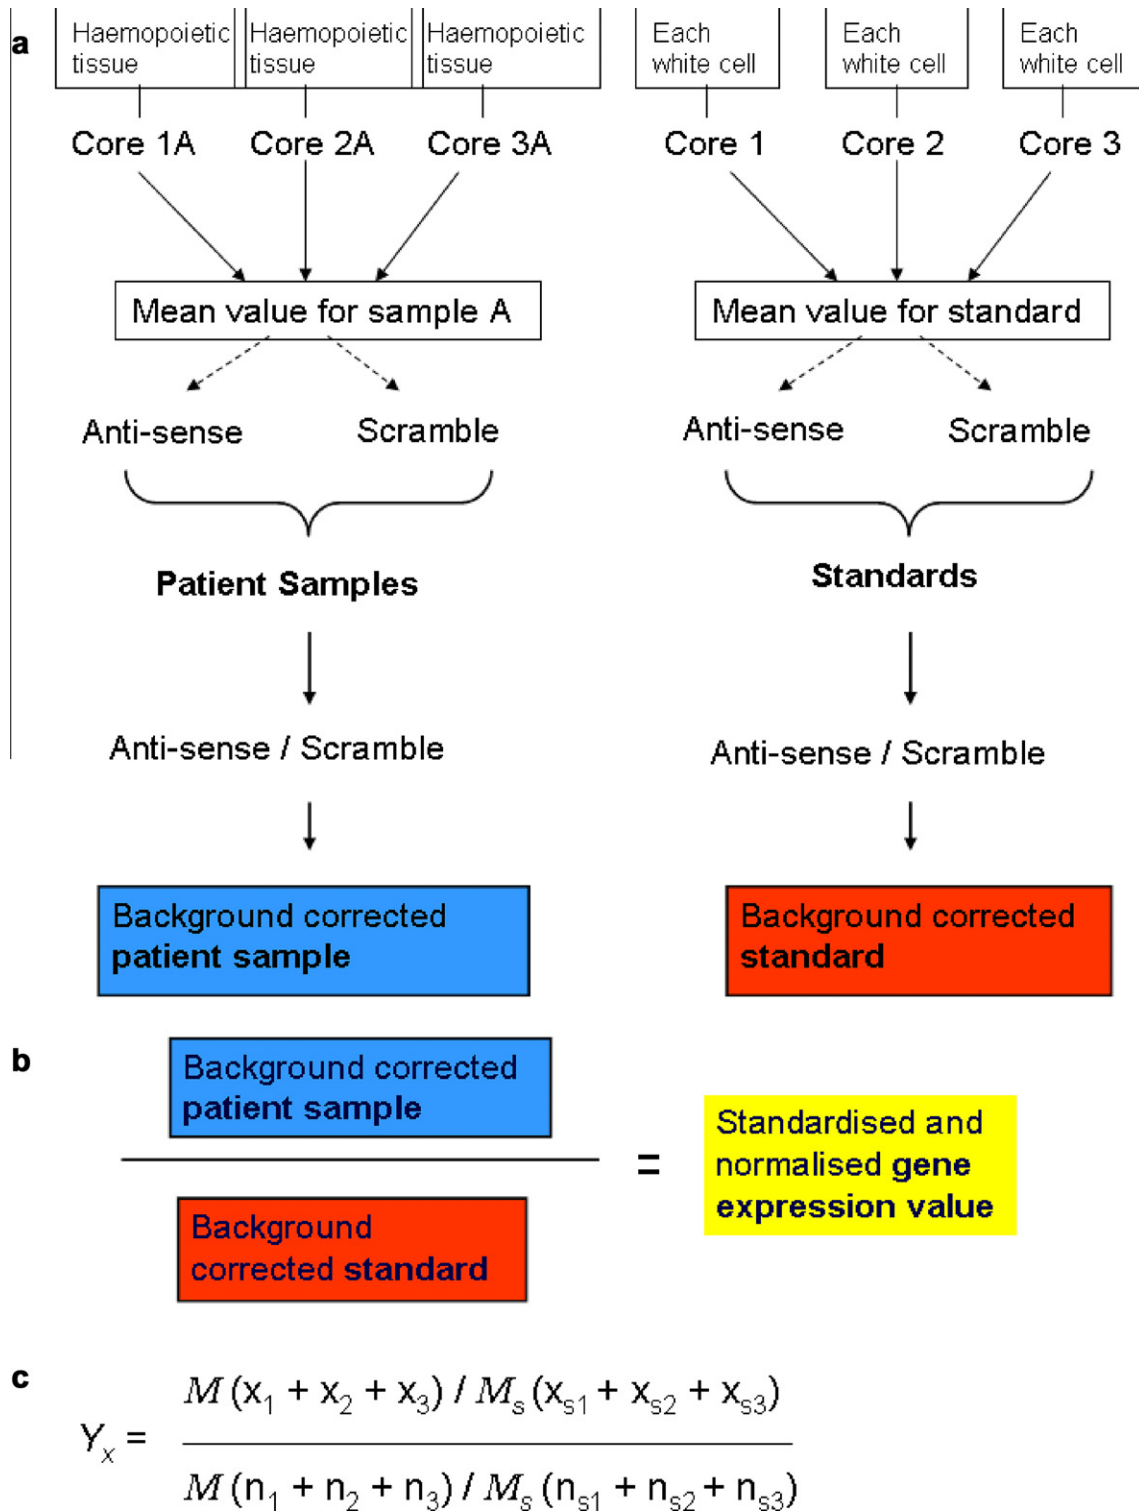 a
Haemopoietic
tissue
Haemopoietic
tissue
Haemopoietic
tissue
Each
white cell
Each
white cell
Each
white cell
Core 1A
Core 2A
Core 3A
Core 1
Core 2
Core 3
Mean value for sample A
Mean value for standard
Anti-sense
Scramble
Anti-sense
Scramble
Patient Samples
Standards
Anti-sense / Scramble
Anti-sense / Scramble
Background corrected
patient sample
Background corrected
standard
b
Background corrected
patient sample
Background
corrected standard
=
Standardised and
normalised gene
expression value
c
Yₓ =
M (x₁ + x₂ + x₃) / Mₛ (xₛ₁ + xₛ₂ + xₛ₃)
M (n₁ + n₂ + n₃) / Mₛ (nₛ₁ + nₛ₂ + nₛ₃)